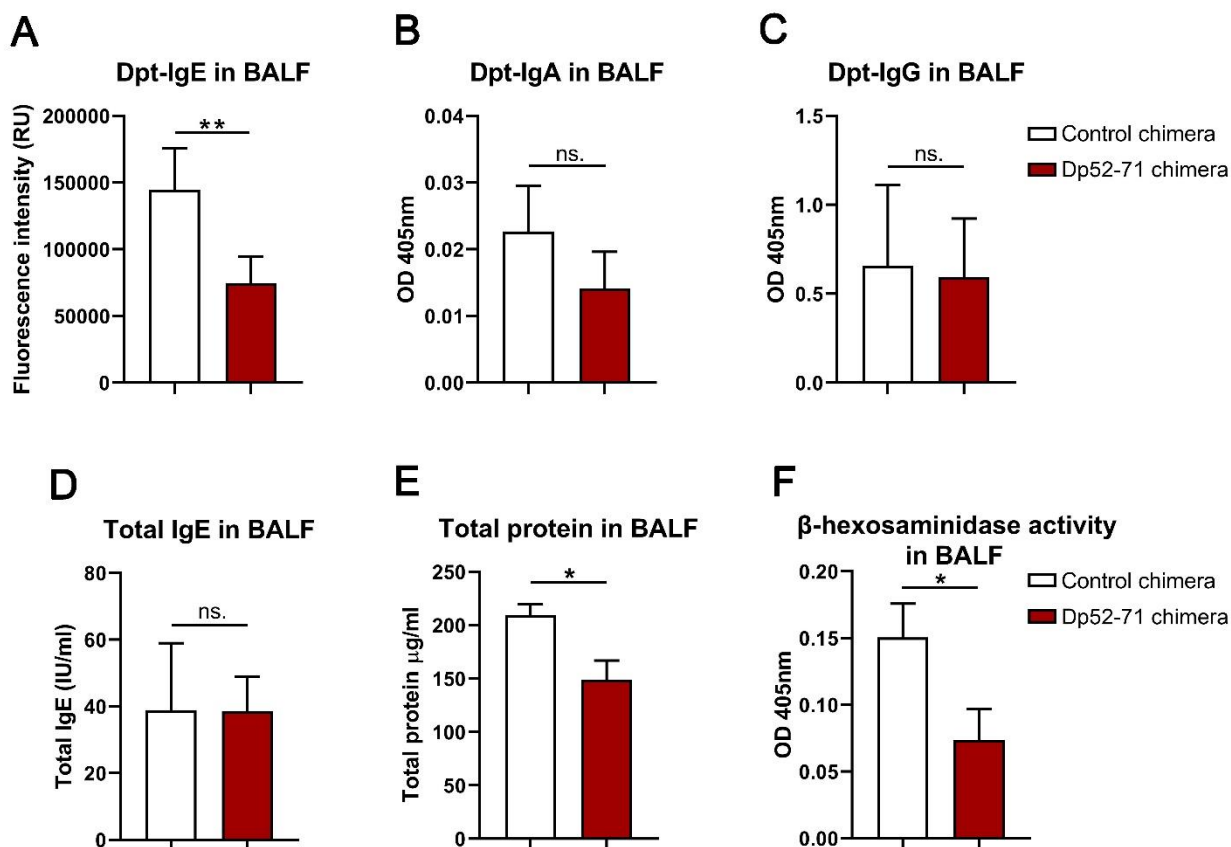 A
Dpt-IgE in BALF
Fluorescence intensity (RU)
200000
150000
100000
50000
0
**
B
Dpt-IgA in BALF
OD 405nm
0.04
0.03
0.02
0.01
0.00
ns.
C
Dpt-IgG in BALF
OD 405nm
1.5
1.0
0.5
0.0
ns.
Control chimera
Dp52-71 chimera
D
Total IgE in BALF
Total IgE (IU/ml)
80
60
40
20
0
ns.
E
Total protein in BALF
Total protein μg/ml
250
200
150
100
50
0
*
F
β-hexosaminidase activity
in BALF
OD 405nm
0.20
0.15
0.10
0.05
0.00
*
Control chimera
Dp52-71 chimera